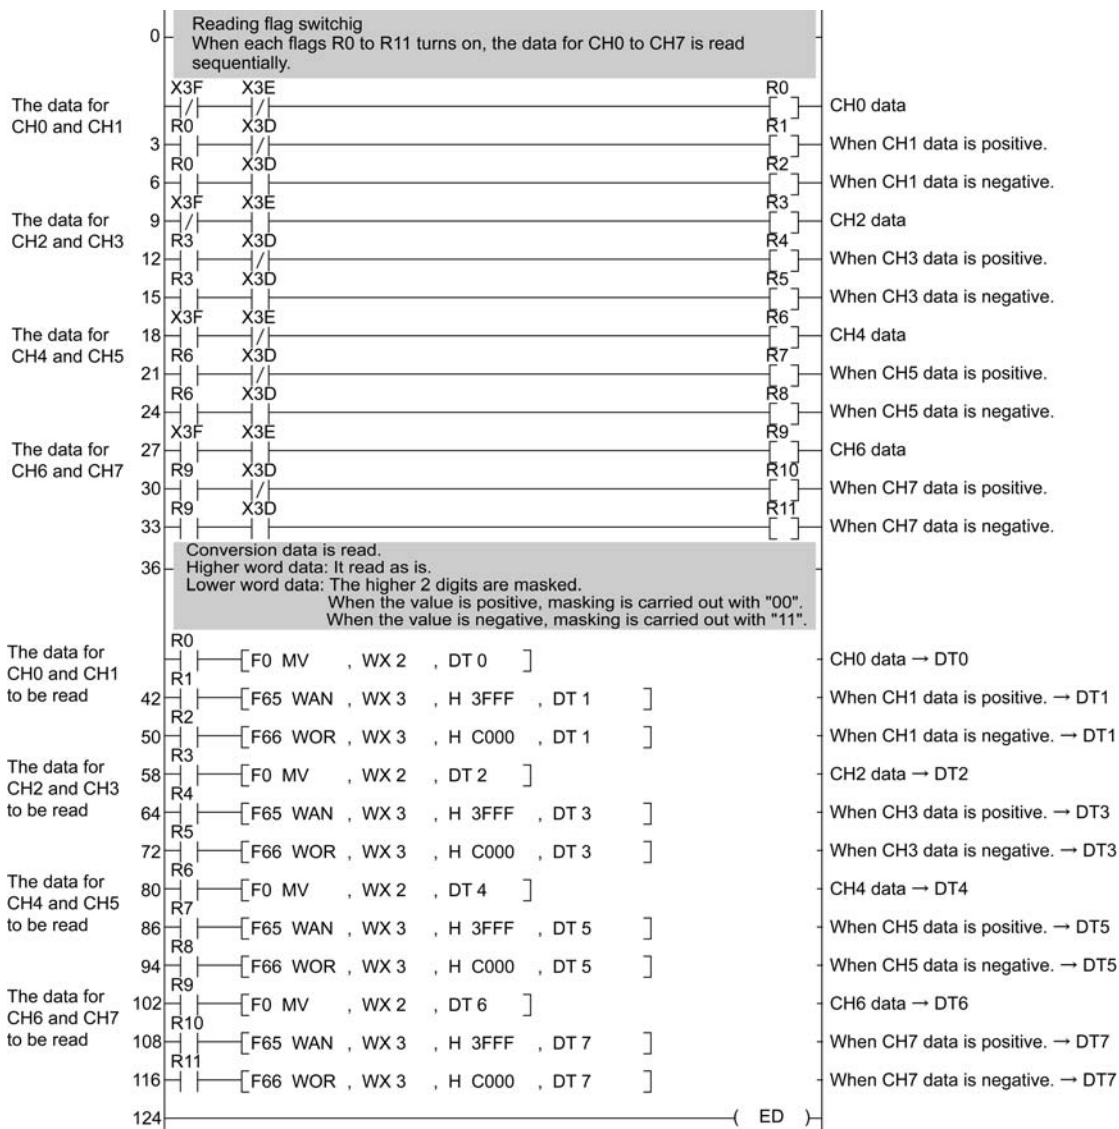 0
Reading flag switchig
When each flags R0 to R11 turns on, the data for CH0 to CH7 is read
sequentially.
X3F X3E R0
The data for CH0 data
CH0 and CH1
R0 X3D R1
3 When CH1 data is positive.
R0 X3D R2
6 When CH1 data is negative.
X3F X3E R3
The data for 9 CH2 data
CH2 and CH3
R3 X3D R4
12 When CH3 data is positive.
R3 X3D R5
15 When CH3 data is negative.
X3F X3E R6
The data for 18 CH4 data
CH4 and CH5
R6 X3D R7
21 When CH5 data is positive.
R6 X3D R8
24 When CH5 data is negative.
X3F X3E R9
The data for 27 CH6 data
CH6 and CH7
R9 X3D R10
30 When CH7 data is positive.
R9 X3D R11
33 When CH7 data is negative.
36
Conversion data is read.
Higher word data: It read as is.
Lower word data: The higher 2 digits are masked.
When the value is positive, masking is carried out with "00".
When the value is negative, masking is carried out with "11".
R0
The data for
CH0 and CH1
to be read
[F0 MV , WX 2 , DT 0 ] CH0 data → DT0
R1
42 [F65 WAN , WX 3 , H 3FFF , DT 1 ] When CH1 data is positive. → DT1
R2
50 [F66 WOR , WX 3 , H C000 , DT 1 ] When CH1 data is negative. → DT1
R3
The data for
CH2 and CH3
to be read
58 [F0 MV , WX 2 , DT 2 ] CH2 data → DT2
R4
64 [F65 WAN , WX 3 , H 3FFF , DT 3 ] When CH3 data is positive. → DT3
R5
72 [F66 WOR , WX 3 , H C000 , DT 3 ] When CH3 data is negative. → DT3
R6
The data for
CH4 and CH5
to be read
80 [F0 MV , WX 2 , DT 4 ] CH4 data → DT4
R7
86 [F65 WAN , WX 3 , H 3FFF , DT 5 ] When CH5 data is positive. → DT5
R8
94 [F66 WOR , WX 3 , H C000 , DT 5 ] When CH5 data is negative. → DT5
R9
The data for
CH6 and CH7
to be read
102 [F0 MV , WX 2 , DT 6 ] CH6 data → DT6
R10
108 [F65 WAN , WX 3 , H 3FFF , DT 7 ] When CH7 data is positive. → DT7
R11
116 [F66 WOR , WX 3 , H C000 , DT 7 ] When CH7 data is negative. → DT7
124 ( ED )